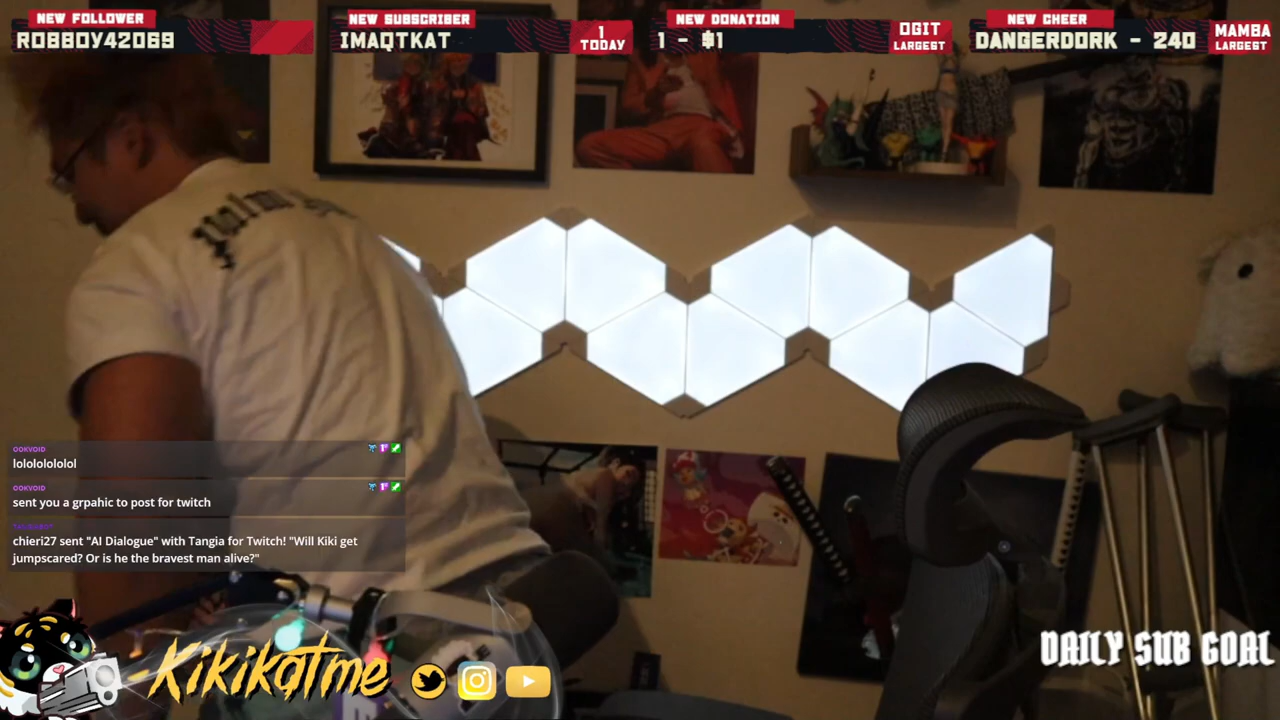 NEW FOLLOWER
ROBBOY42069
NEW SUBSCRIBER
IMAQTKAT
1
TODAY
NEW DONATION
1 - $1
OGIT
LARGEST
NEW CHEER
DANGERDORK - 240
MAMBA
LARGEST
OOKVOID
lolololololol
OOKVOID
sent you a grpahic to post for twitch
chieri27 sent "AI Dialogue" with Tangia for Twitch! "Will Kiki get
jumpscared? Or is he the bravest man alive?"
Kikikatme
DAILY SUB GOAL